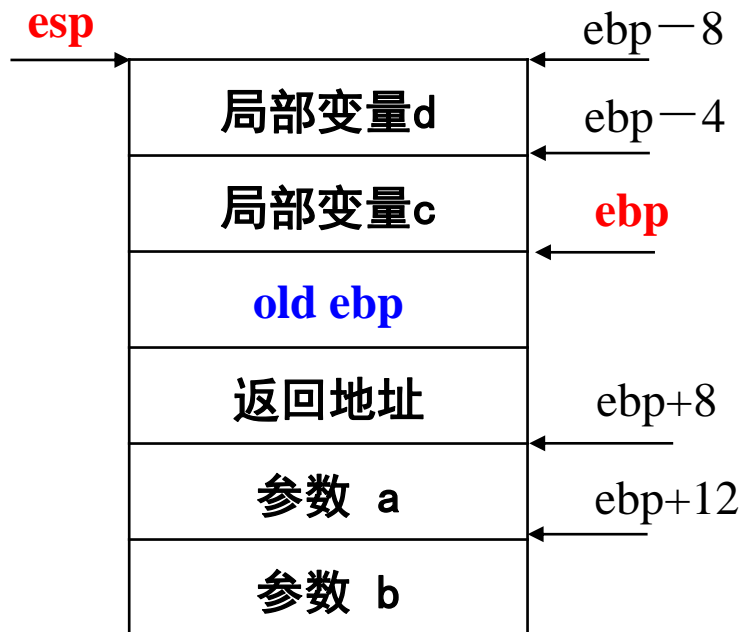 esp
ebp－8
局部变量d
ebp－4
局部变量c
ebp
old ebp
返回地址
ebp+8
参数 a
ebp+12
参数 b